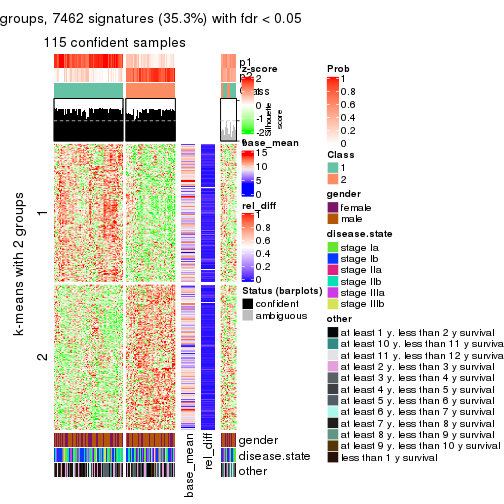 groups, 7462 signatures (35.3%) with fdr < 0.05
115 confident samples
p1
p2
Class
Silhouette
score
k-means with 2 groups
1
2
base_mean
rel_diff
gender
disease.state
other
z-score
2
1
0
-1
-2
base_mean
15
10
5
0
rel_diff
1
0.8
0.6
0.4
0.2
0
Status (barplots)
confident
ambiguous
Prob
1
0.8
0.6
0.4
0.2
0
Class
1
2
gender
female
male
disease.state
stage Ia
stage Ib
stage IIa
stage IIb
stage IIIa
stage IIIb
other
at least 1 y. less than 2 y survival
at least 10 y. less than 11 y survival
at least 11 y. less than 12 y survival
at least 2 y. less than 3 y survival
at least 3 y. less than 4 y survival
at least 4 y. less than 5 y survival
at least 5 y. less than 6 y survival
at least 6 y. less than 7 y survival
at least 7 y. less than 8 y survival
at least 8 y. less than 9 y survival
at least 9 y. less than 10 y survival
less than 1 y survival